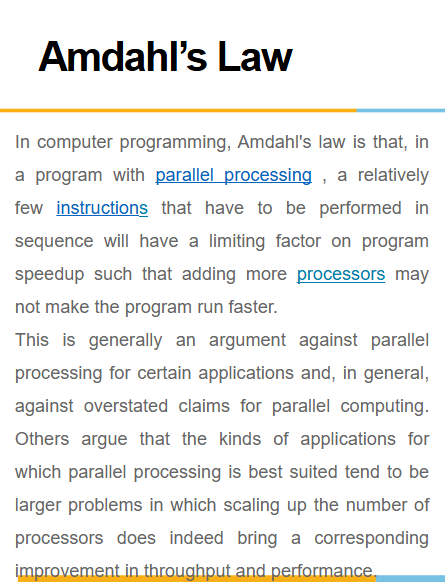 Amdahl's Law
In computer programming, Amdahl's law is that, in
a program with parallel processing , a relatively
few instructions that have to be performed in
sequence will have a limiting factor on program
speedup such that adding more processors may
not make the program run faster.
This is generally an argument against parallel
processing for certain applications and, in general,
against overstated claims for parallel computing.
Others argue that the kinds of applications for
which parallel processing is best suited tend to be
larger problems in which scaling up the number of
processors does indeed bring a corresponding
improvement in throughput and performance.